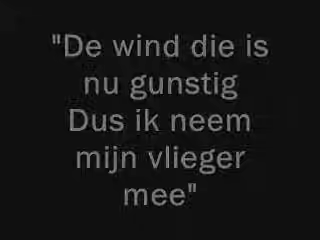 "De wind die is
nu gunstig
Dus ik neem
mijn vlieger
mee"